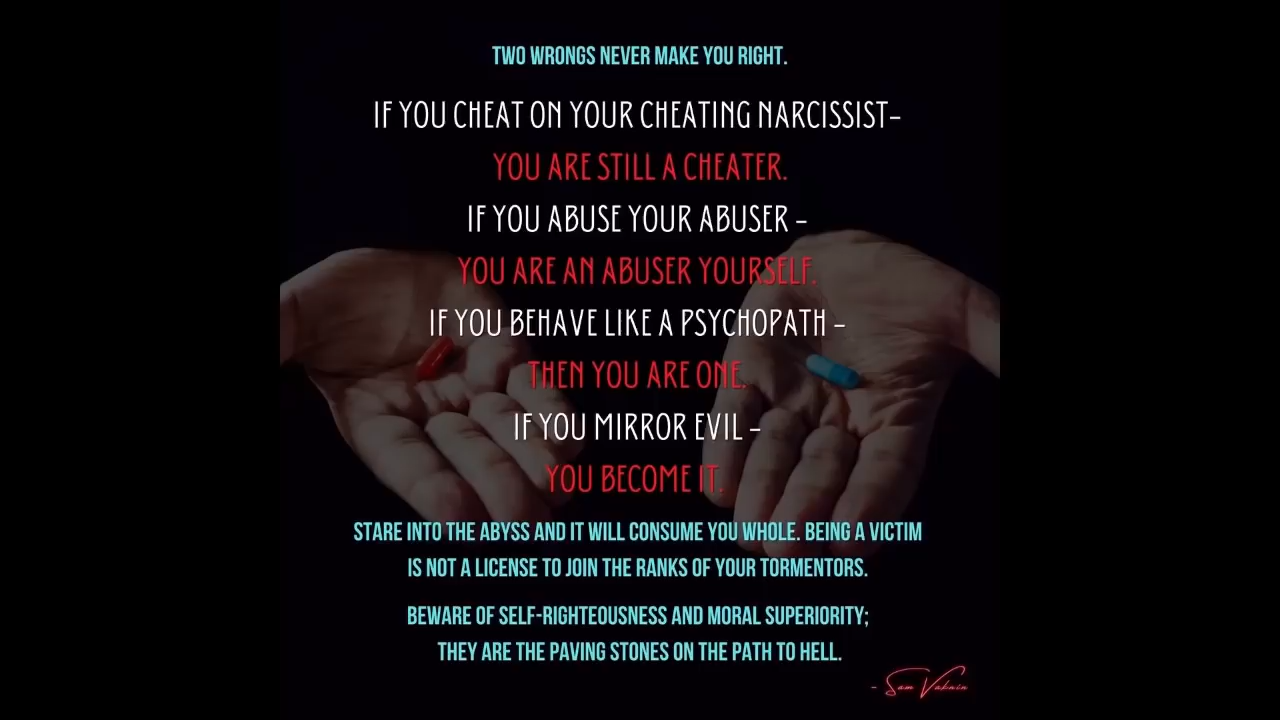 TWO WRONGS NEVER MAKE YOU RIGHT.
IF YOU CHEAT ON YOUR CHEATING NARCISSIST-
YOU ARE STILL A CHEATER.
IF YOU ABUSE YOUR ABUSER -
YOU ARE AN ABUSER YOURSELF.
IF YOU BEHAVE LIKE A PSYCHOPATH -
THEN YOU ARE ONE.
IF YOU MIRROR EVIL -
YOU BECOME IT.
STARE INTO THE ABYSS AND IT WILL CONSUME YOU WHOLE. BEING A VICTIM
IS NOT A LICENSE TO JOIN THE RANKS OF YOUR TORMENTORS.
BEWARE OF SELF-RIGHTEOUSNESS AND MORAL SUPERIORITY;
THEY ARE THE PAVING STONES ON THE PATH TO HELL.
- Sam Vaknin